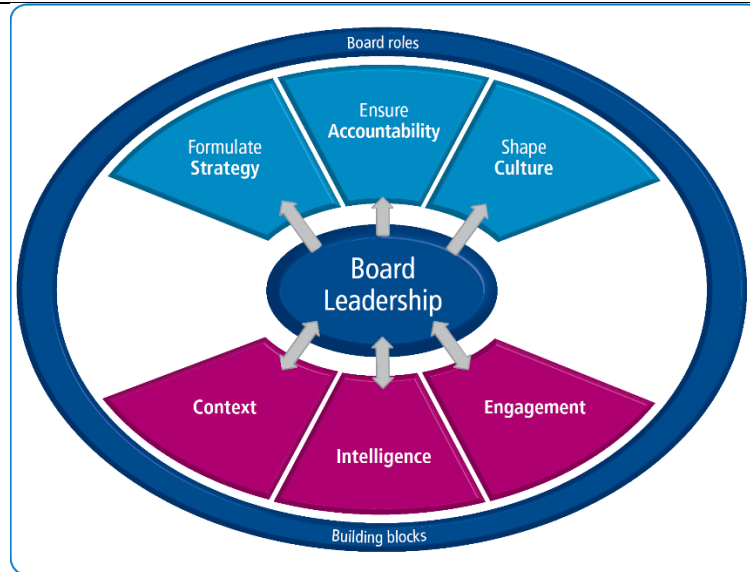 Board roles
Ensure
Accountability
Formulate
Strategy
Shape
Culture
Board
Leadership
Context
Engagement
Intelligence
Building blocks